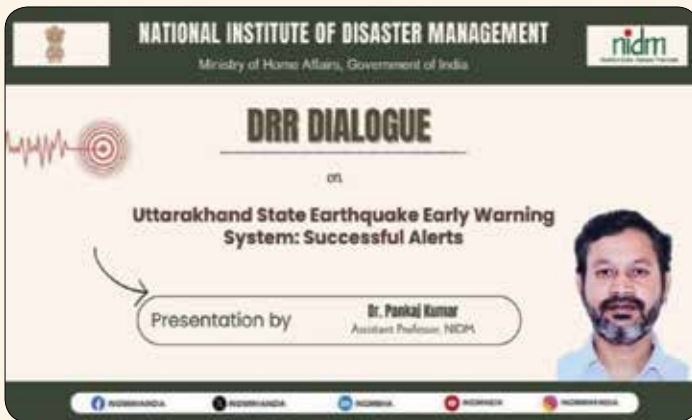 NATIONAL INSTITUTE OF DISASTER MANAGEMENT
Ministry of Home Affairs, Government of India
nidm
DRR DIALOGUE
on
Uttarakhand State Earthquake Early Warning
System: Successful Alerts
Presentation by
Dr. Pankaj Kumar
Assistant Professor, NIDM